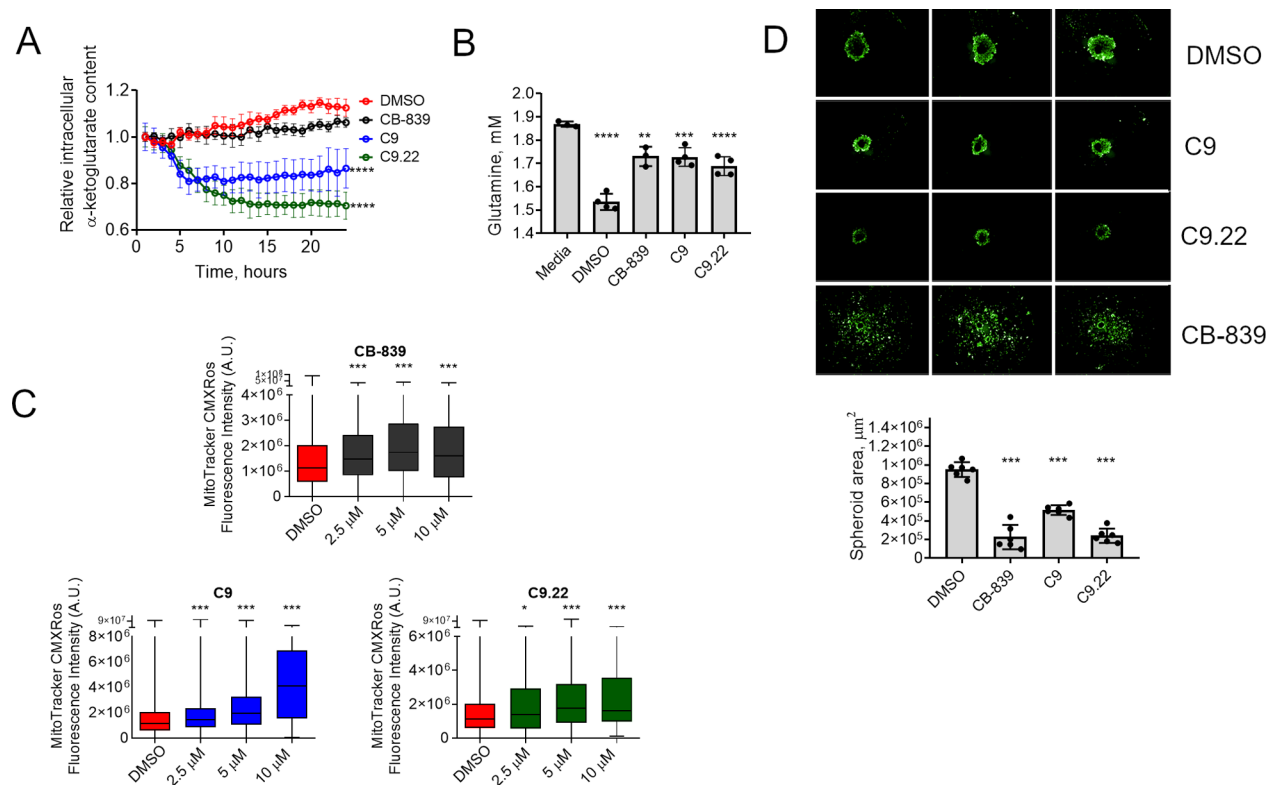 A
Relative intracellular
α-ketoglutarate content
1.2
1.0
0.8
0.6
0
5
10
15
20
Time, hours
DMSO
CB-839
C9
C9.22
****
****
B
Glutamine, mM
2.0
1.9
1.8
1.7
1.6
1.5
1.4
**** ** *** ****
Media
DMSO
CB-839
C9
C9.22
C
CB-839
MitoTracker CMXRos
Fluorescence Intensity (A.U.)
5×10⁷
4×10⁶
3×10⁶
2×10⁶
1×10⁶
0
*** *** ***
DMSO
2.5 µM
5 µM
10 µM
C9
MitoTracker CMXRos
Fluorescence Intensity (A.U.)
9×10⁷
8×10⁶
6×10⁶
4×10⁶
2×10⁶
0
*** *** ***
DMSO
2.5 µM
5 µM
10 µM
C9.22
MitoTracker CMXRos
Fluorescence Intensity (A.U.)
9×10⁷
6×10⁶
4×10⁶
2×10⁶
0
* *** ***
DMSO
2.5 µM
5 µM
10 µM
D
DMSO
C9
C9.22
CB-839
Spheroid area, µm²
1.4×10⁶
1.2×10⁶
1×10⁶
8×10⁵
6×10⁵
4×10⁵
2×10⁵
0
*** *** ***
DMSO
CB-839
C9
C9.22